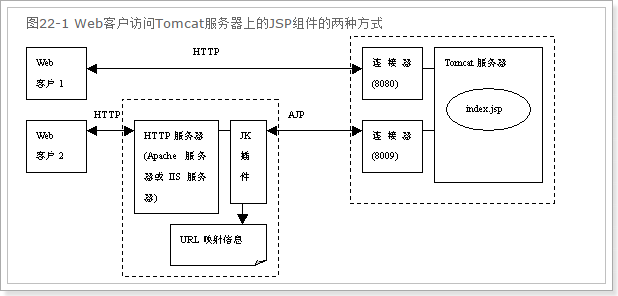 图22-1 Web客户访问Tomcat服务器上的JSP组件的两种方式
HTTP
Web
客户 1
连接器
(8080)
Tomcat 服务器
index.jsp
HTTP
AJP
Web
客户 2
HTTP 服务器
(Apache 服务
器或 IIS 服务
器)
JK
插
件
连接器
(8009)
URL 映射信息